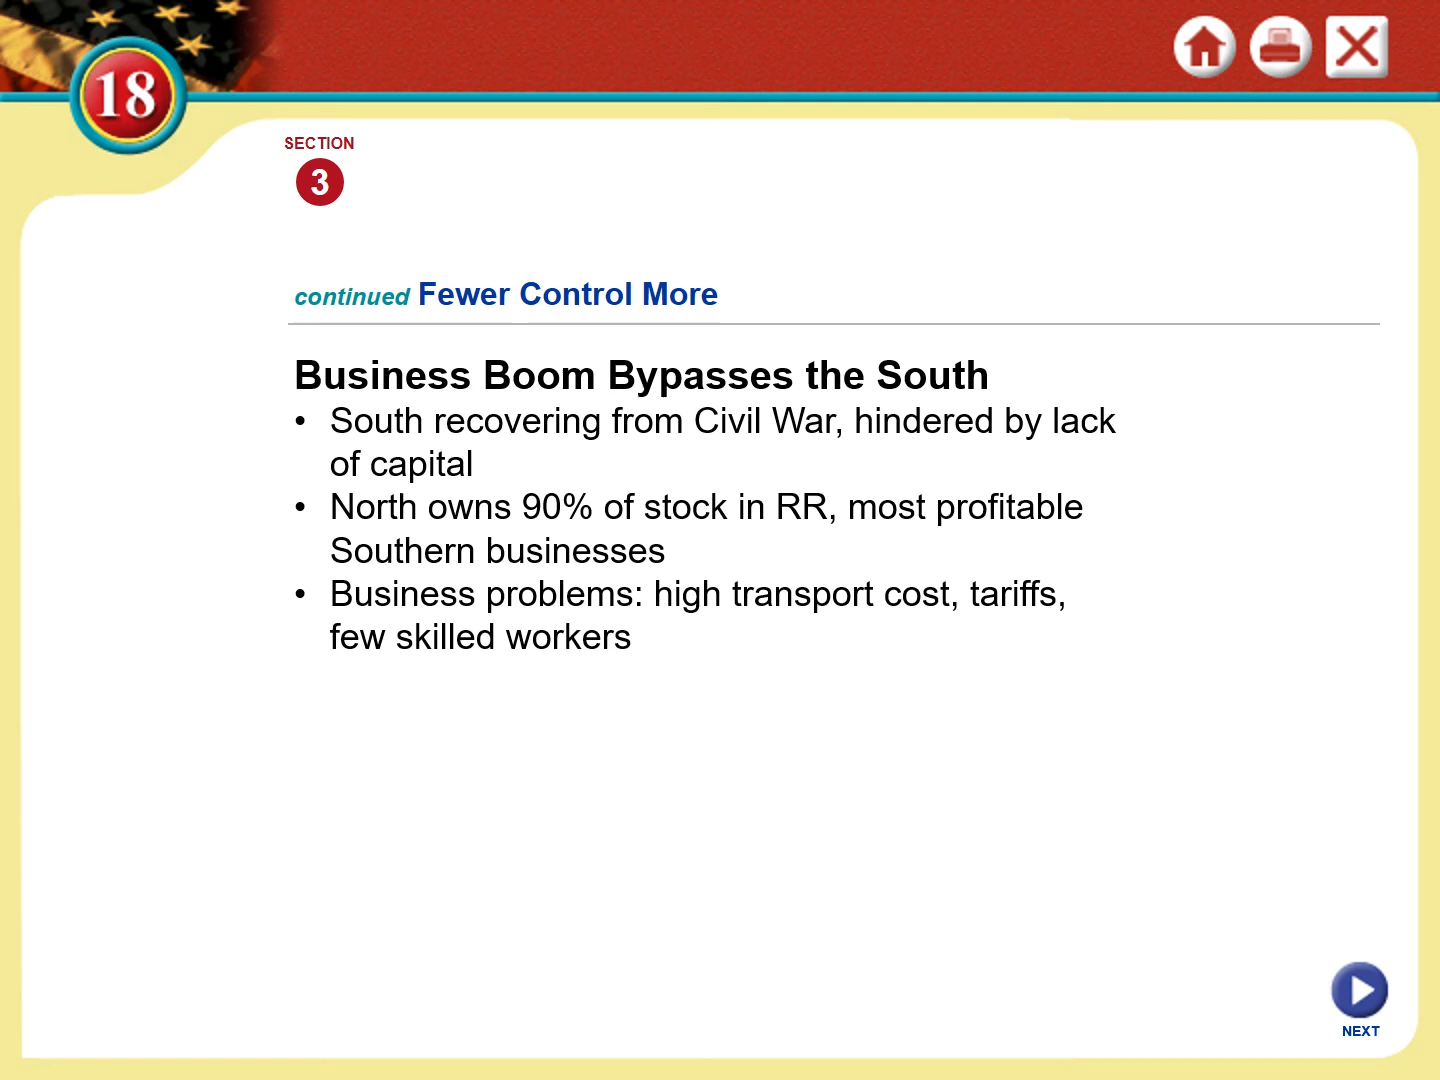 18
SECTION
3
continued Fewer Control More
Business Boom Bypasses the South
• South recovering from Civil War, hindered by lack
of capital
• North owns 90% of stock in RR, most profitable
Southern businesses
• Business problems: high transport cost, tariffs,
few skilled workers
NEXT